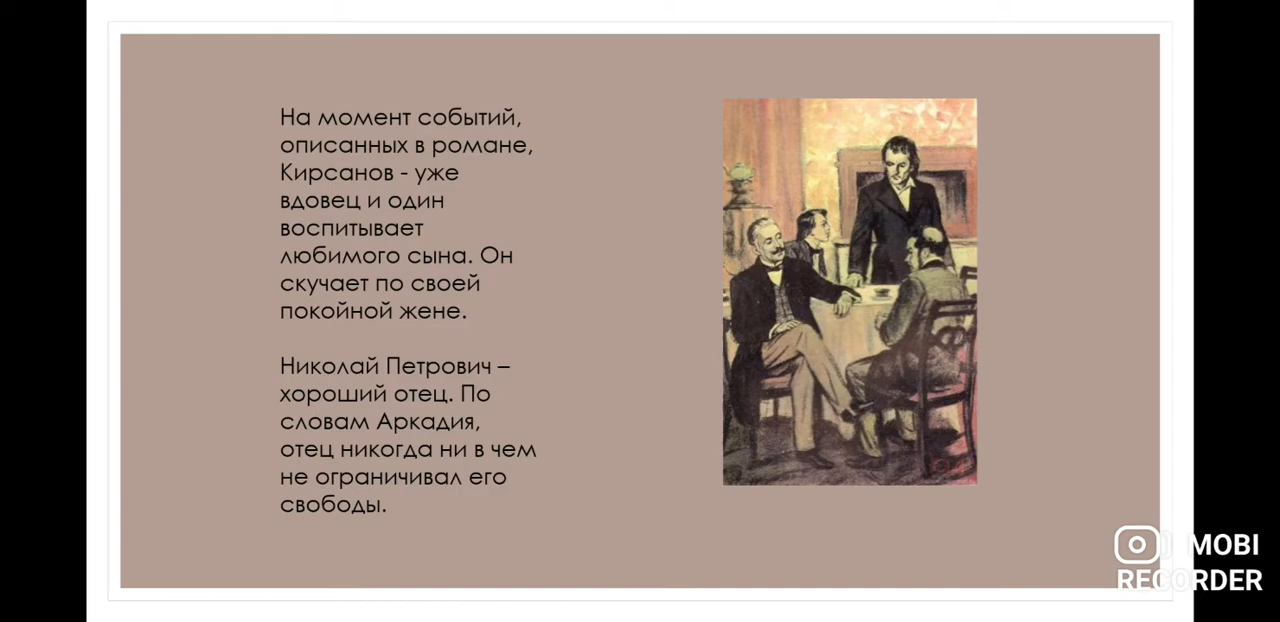 На момент событий,
описанных в романе,
Кирсанов - уже
вдовец и один
воспитывает
любимого сына. Он
скучает по своей
покойной жене.
Николай Петрович –
хороший отец. По
словам Аркадия,
отец никогда ни в чем
не ограничивал его
свободы.
MOBI
RECORDER